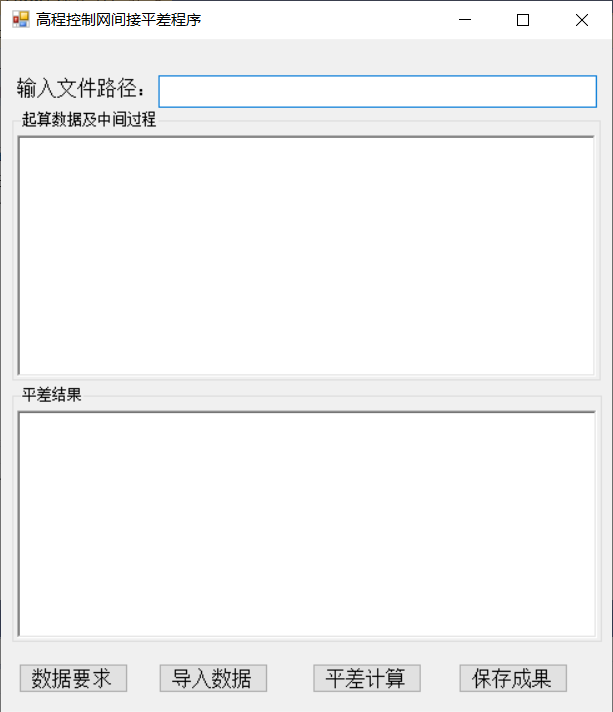 高程控制网间接平差程序
输入文件路径：
起算数据及中间过程
平差结果
数据要求 导入数据 平差计算 保存成果